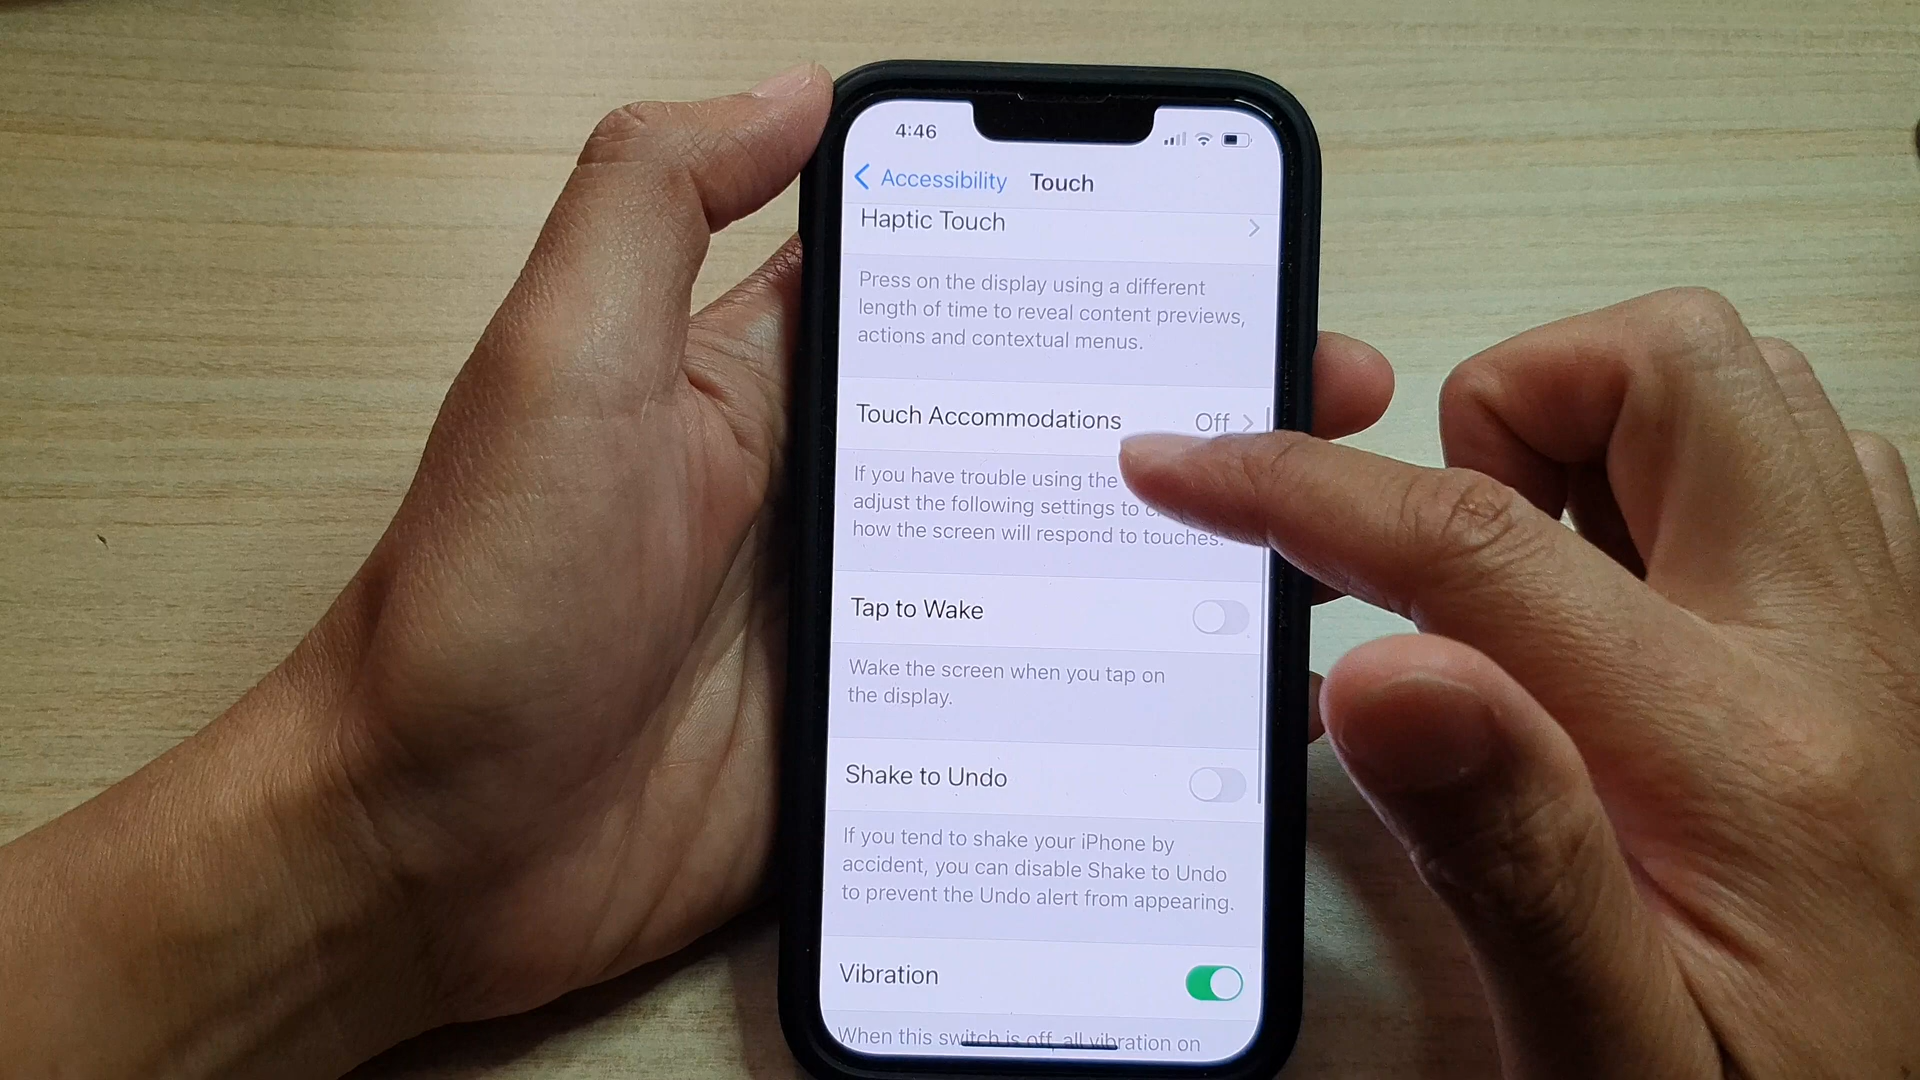 4:46
Accessibility Touch
Haptic Touch
Press on the display using a different
length of time to reveal content previews,
actions and contextual menus.
Touch Accommodations Off
If you have trouble using the
adjust the following settings to
how the screen will respond to touches.
Tap to Wake
Wake the screen when you tap on
the display.
Shake to Undo
If you tend to shake your iPhone by
accident, you can disable Shake to Undo
to prevent the Undo alert from appearing.
Vibration
When this switch is off, all vibration on